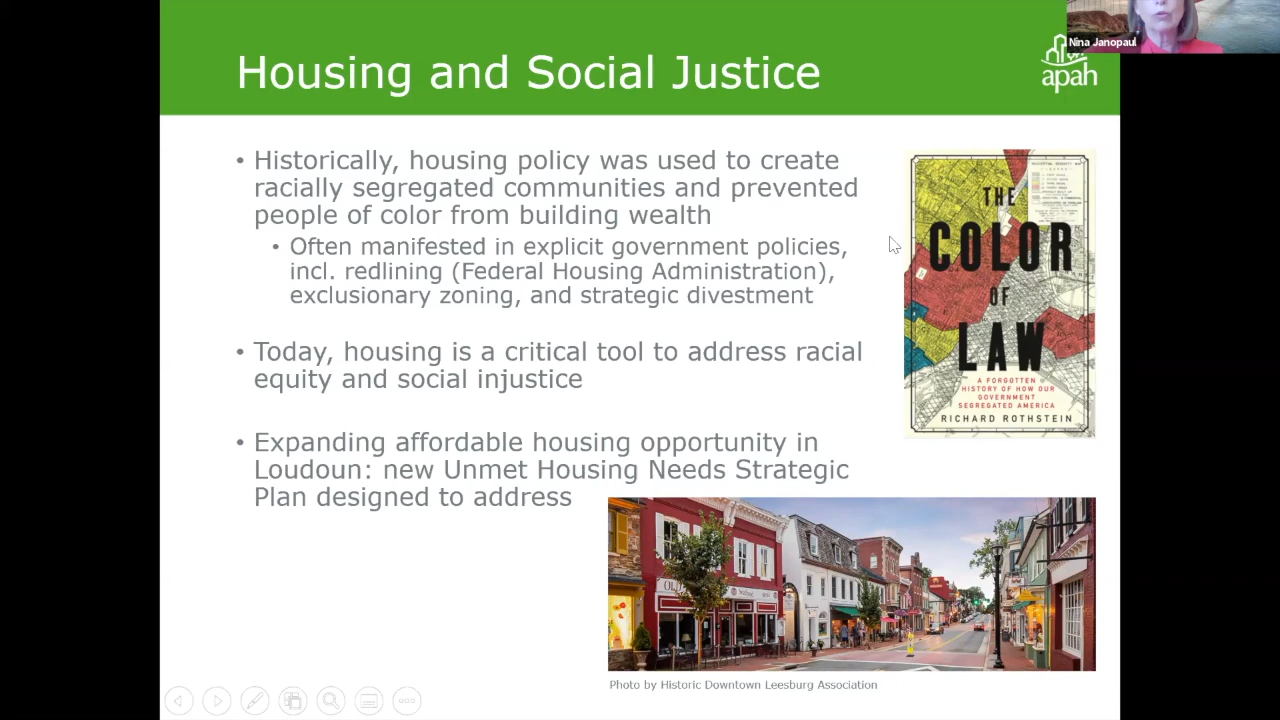 Nina Janopaul
Housing and Social Justice
apah
• Historically, housing policy was used to create
racially segregated communities and prevented
people of color from building wealth
• Often manifested in explicit government policies,
incl. redlining (Federal Housing Administration),
exclusionary zoning, and strategic divestment
• Today, housing is a critical tool to address racial
equity and social injustice
• Expanding affordable housing opportunity in
Loudoun: new Unmet Housing Needs Strategic
Plan designed to address
THE
COLOR
OF
LAW
A FORGOTTEN
HISTORY OF HOW OUR
GOVERNMENT
SEGREGATED AMERICA
RICHARD ROTHSTEIN
Photo by Historic Downtown Leesburg Association